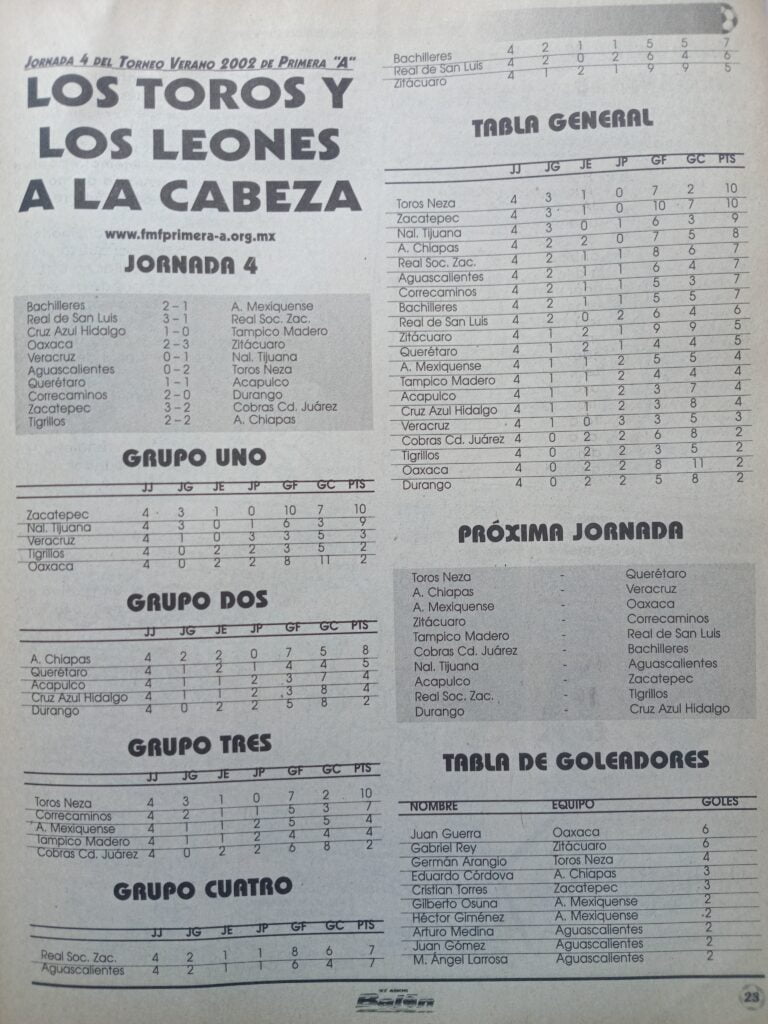 JORNADA 4 DEL TORNEO VERANO 2002 DE PRIMERA "A"
LOS TOROS Y
LOS LEONES
A LA CABEZA
www.fmfprimera-a.org.mx
JORNADA 4
Bachilleres 2 - 1 A. Mexiquense
Real de San Luis 3 - 1 Real Soc. Zac.
Cruz Azul Hidalgo 1 - 0 Tampico Madero
Oaxaca 2 - 3 Zitácuaro
Veracruz 0 - 1 Nal. Tijuana
Aguascalientes 0 - 2 Toros Neza
Querétaro 1 - 1 Acapulco
Correcaminos 2 - 0 Durango
Zacatepec 3 - 2 Cobras Cd. Juárez
Tigrillos 2 - 2 A. Chiapas
GRUPO UNO
JJ JG JE JP GF GC PTS
Zacatepec 4 3 1 0 10 7 10
Nal. Tijuana 4 3 0 1 6 3 9
Veracruz 4 1 0 3 3 5 3
Tigrillos 4 0 2 2 3 5 2
Oaxaca 4 0 2 2 8 11 2
GRUPO DOS
JJ JG JE JP GF GC PTS
A. Chiapas 4 2 2 0 7 5 8
Querétaro 4 1 2 1 4 4 5
Acapulco 4 1 1 2 3 7 4
Cruz Azul Hidalgo 4 1 1 2 3 8 4
Durango 4 0 2 2 5 8 2
GRUPO TRES
JJ JG JE JP GF GC PTS
Toros Neza 4 3 1 0 7 2 10
Correcaminos 4 2 1 1 5 3 7
A. Mexiquense 4 1 1 2 5 5 4
Tampico Madero 4 1 1 2 4 4 4
Cobras Cd. Juárez 4 0 2 2 6 8 2
GRUPO CUATRO
JJ JG JE JP GF GC PTS
Real Soc. Zac. 4 2 1 1 8 6 7
Aguascalientes 4 2 1 1 6 4 7
Bachilleres 4 2 1 1 5 5 7
Real de San Luis 4 2 0 2 6 4 6
Zitácuaro 4 1 2 1 9 9 5
TABLA GENERAL
JJ JG JE JP GF GC PTS
Toros Neza 4 3 1 0 7 2 10
Zacatepec 4 3 1 0 10 7 10
Nal. Tijuana 4 3 0 1 6 3 9
A. Chiapas 4 2 2 0 7 5 8
Real Soc. Zac. 4 2 1 1 8 6 7
Aguascalientes 4 2 1 1 6 4 7
Correcaminos 4 2 1 1 5 3 7
Bachilleres 4 2 1 1 5 5 7
Real de San Luis 4 2 0 2 6 4 6
Zitácuaro 4 1 2 1 9 9 5
Querétaro 4 1 2 1 4 4 5
A. Mexiquense 4 1 1 2 5 5 4
Tampico Madero 4 1 1 2 4 4 4
Acapulco 4 1 1 2 3 7 4
Cruz Azul Hidalgo 4 1 1 2 3 8 4
Veracruz 4 1 0 3 3 5 3
Cobras Cd. Juárez 4 0 2 2 6 8 2
Tigrillos 4 0 2 2 3 5 2
Oaxaca 4 0 2 2 8 11 2
Durango 4 0 2 2 5 8 2
PRÓXIMA JORNADA
Toros Neza - Querétaro
A. Chiapas - Veracruz
A. Mexiquense - Oaxaca
Zitácuaro - Correcaminos
Tampico Madero - Real de San Luis
Cobras Cd. Juárez - Bachilleres
Nal. Tijuana - Aguascalientes
Acapulco - Zacatepec
Real Soc. Zac. - Tigrillos
Durango - Cruz Azul Hidalgo
TABLA DE GOLEADORES
NOMBRE EQUIPO GOLES
Juan Guerra Oaxaca 6
Gabriel Rey Zitácuaro 6
Germán Arangio Toros Neza 4
Eduardo Córdova A. Chiapas 3
Cristian Torres Zacatepec 3
Gilberto Osuna A. Mexiquense 2
Héctor Giménez A. Mexiquense 2
Arturo Medina Aguascalientes 2
Juan Gómez Aguascalientes 2
M. Ángel Larrosa Aguascalientes 2
Balón
23